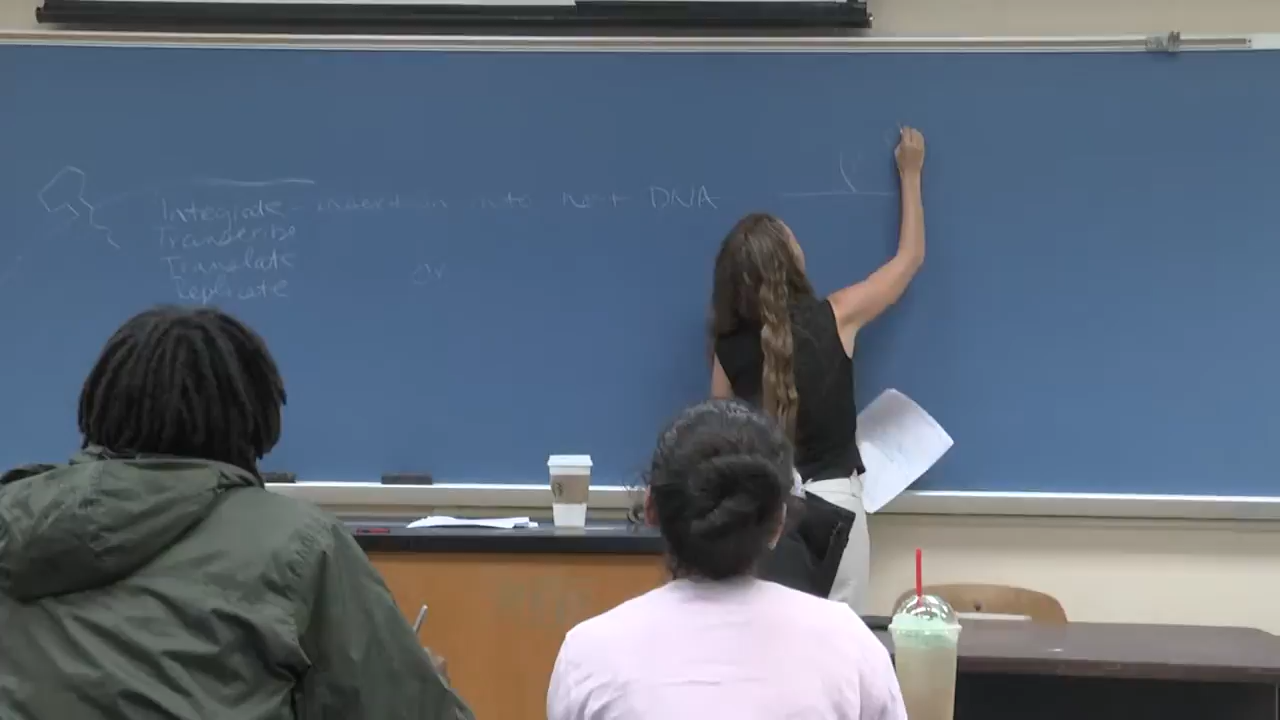 Integrate - insertion into host DNA
Transcribe
Translate
or
Replicate